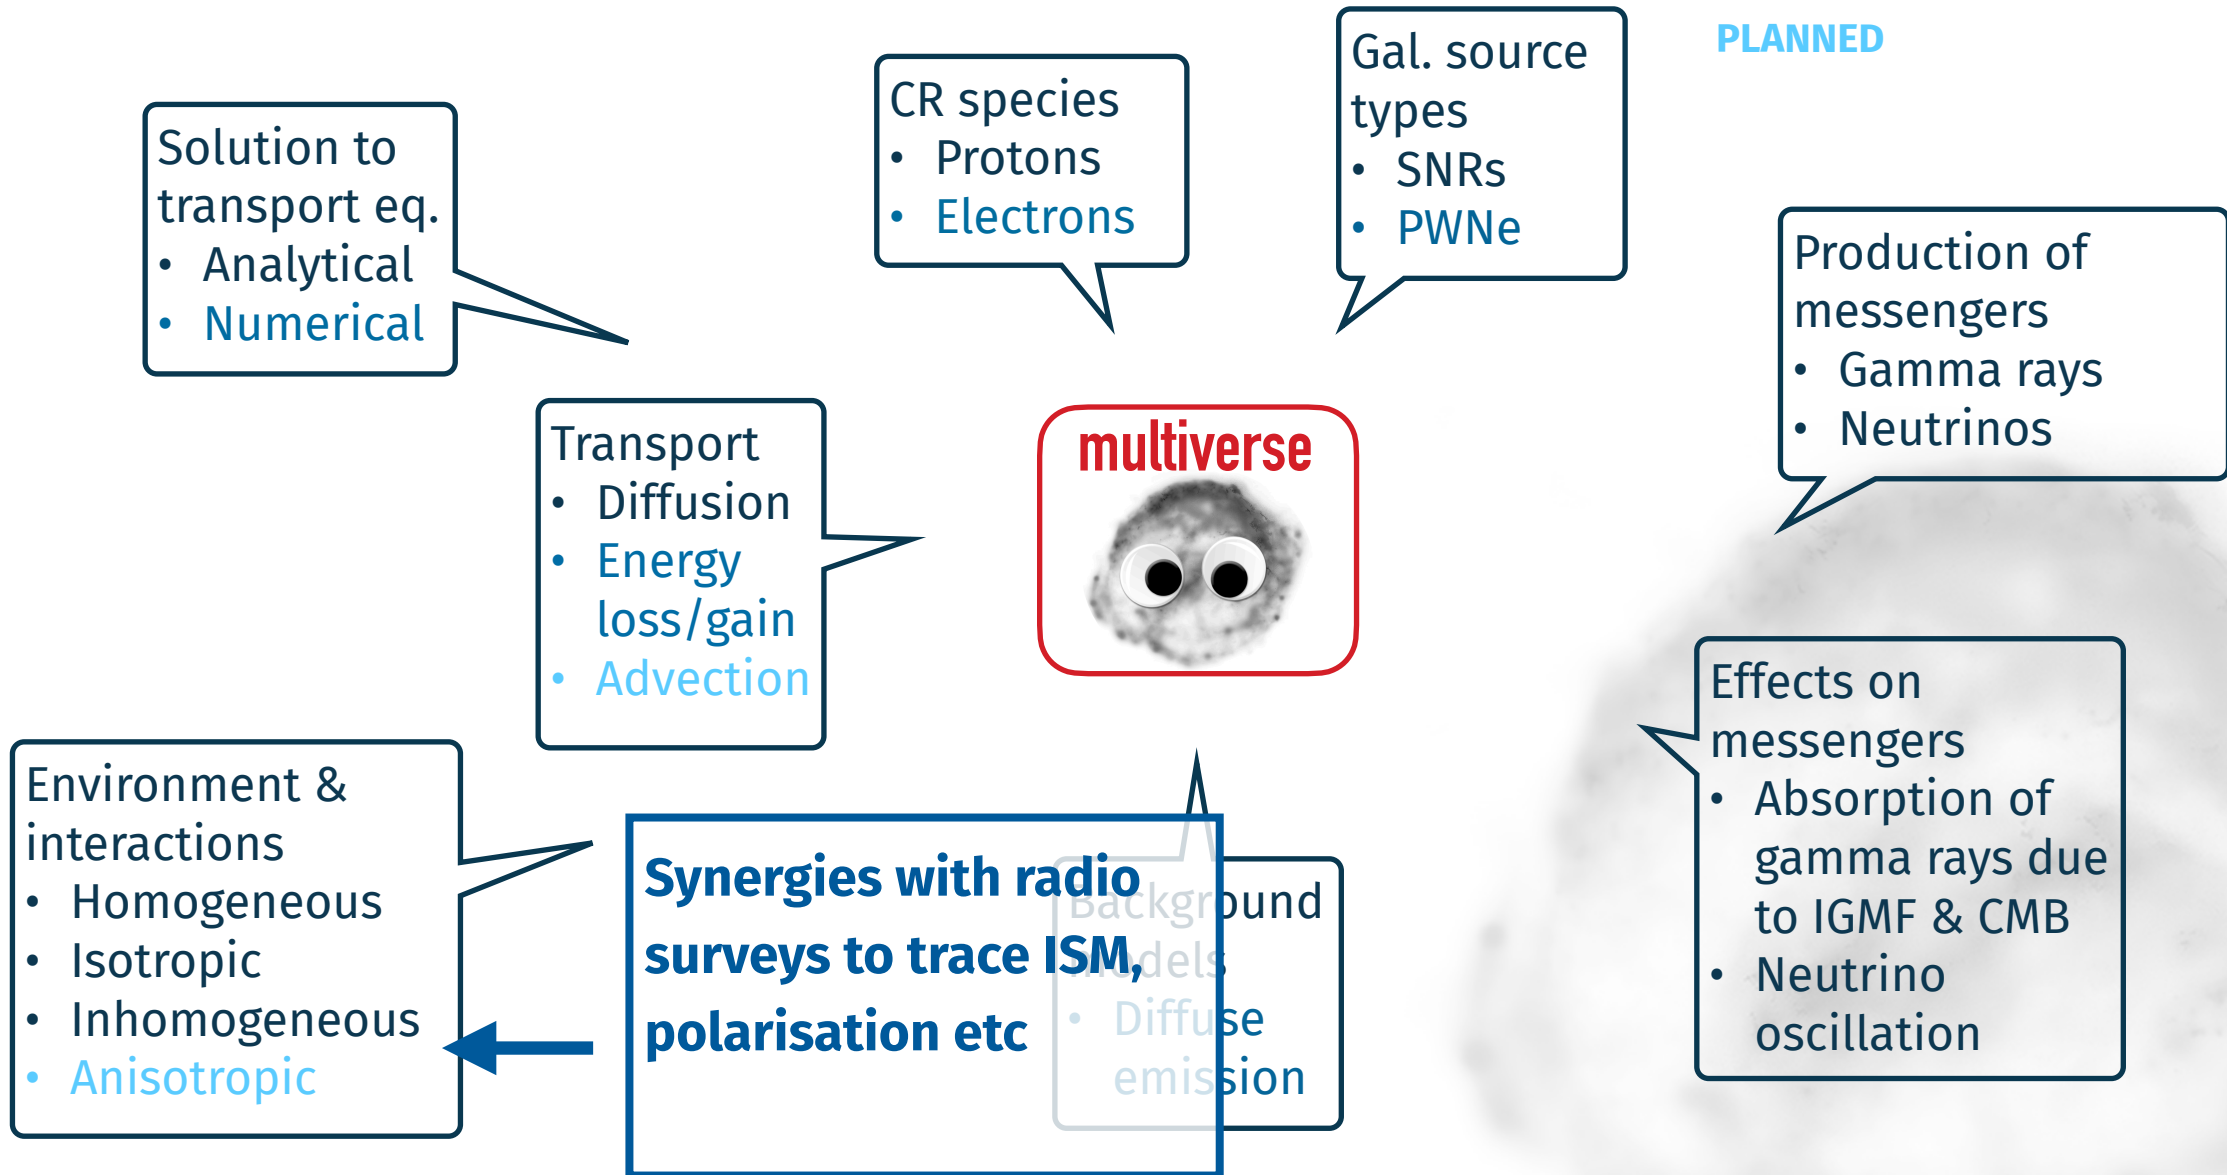 PLANNED
Solution to
transport eq.
• Analytical
• Numerical
CR species
• Protons
• Electrons
Gal. source
types
• SNRs
• PWNe
Production of
messengers
• Gamma rays
• Neutrinos
Transport
• Diffusion
• Energy
loss/gain
• Advection
multiverse
Environment &
interactions
• Homogeneous
• Isotropic
• Inhomogeneous
• Anisotropic
Synergies with radio
surveys to trace ISM,
polarisation etc
Background
models
• Diffuse
emission
Effects on
messengers
• Absorption of
gamma rays due
to IGMF & CMB
• Neutrino
oscillation